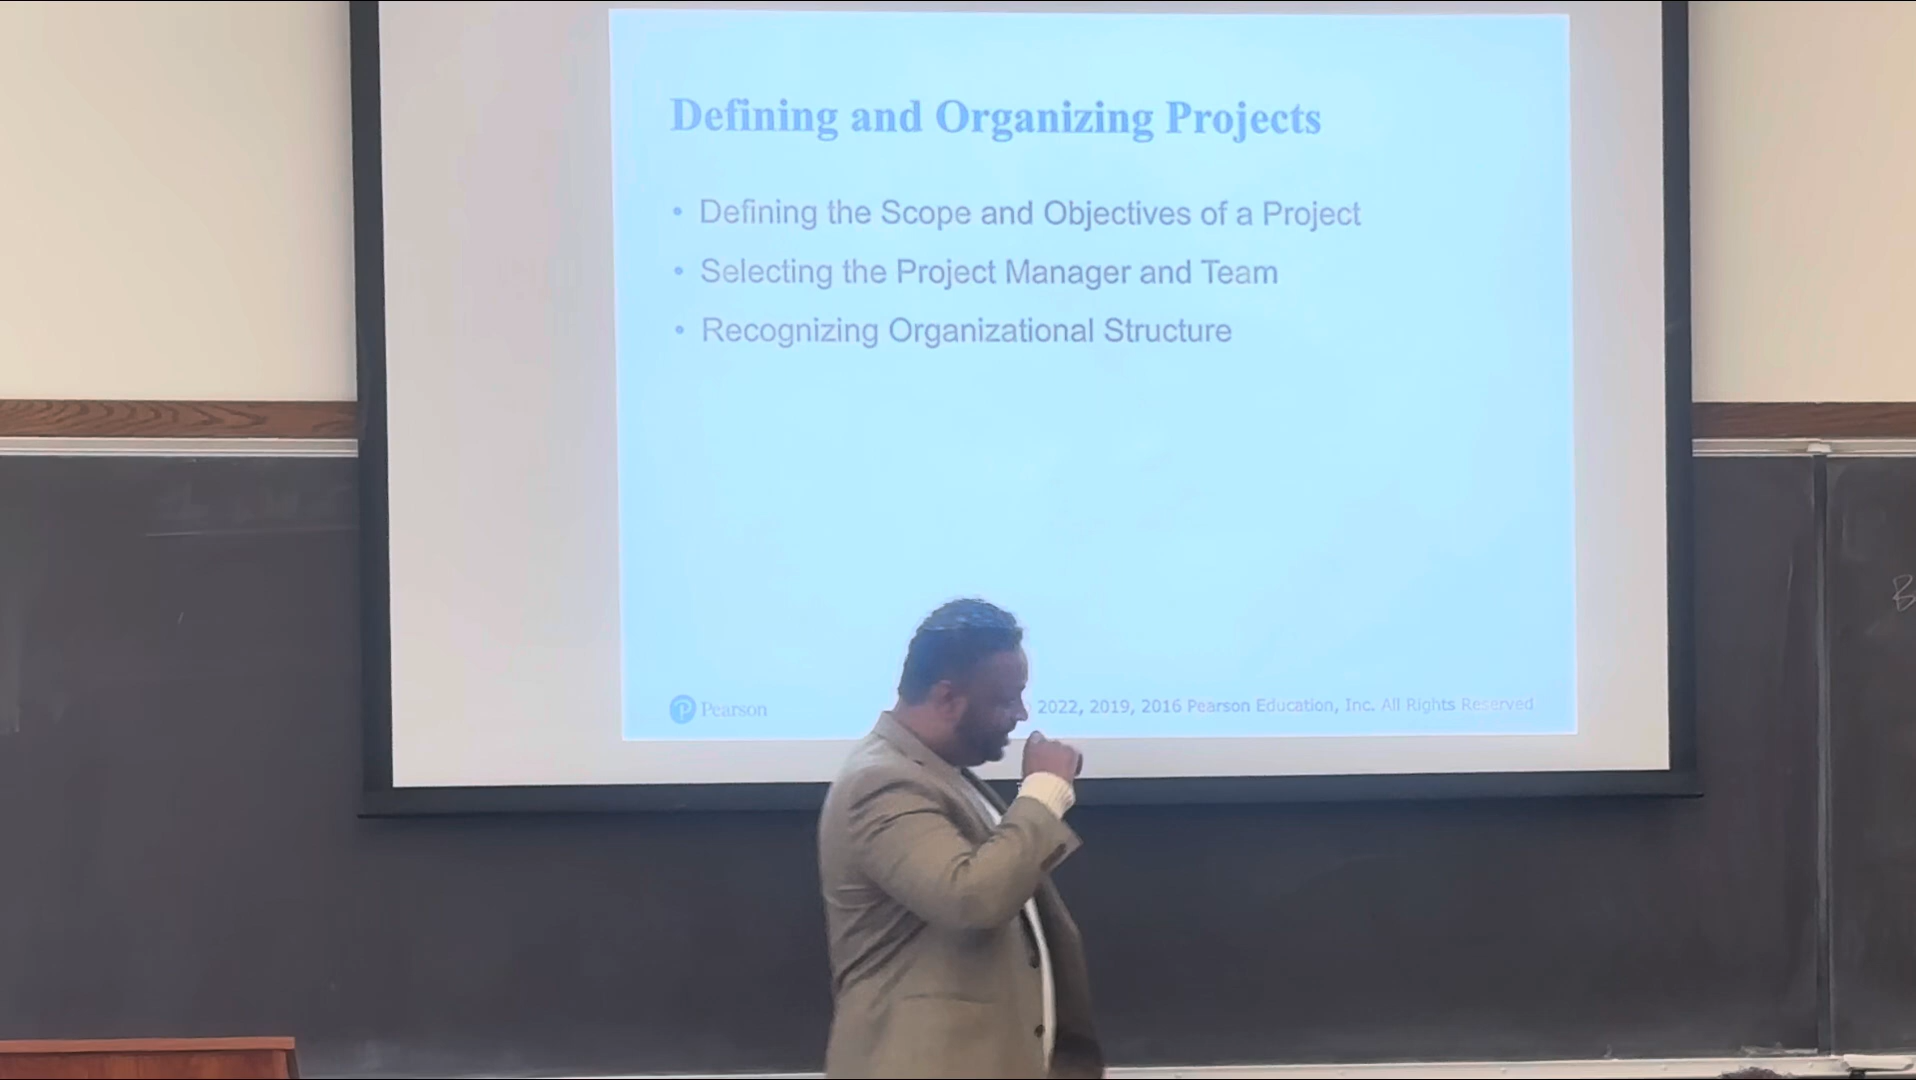 Defining and Organizing Projects
• Defining the Scope and Objectives of a Project
• Selecting the Project Manager and Team
• Recognizing Organizational Structure
Pearson
2022, 2019, 2016 Pearson Education, Inc. All Rights Reserved
B